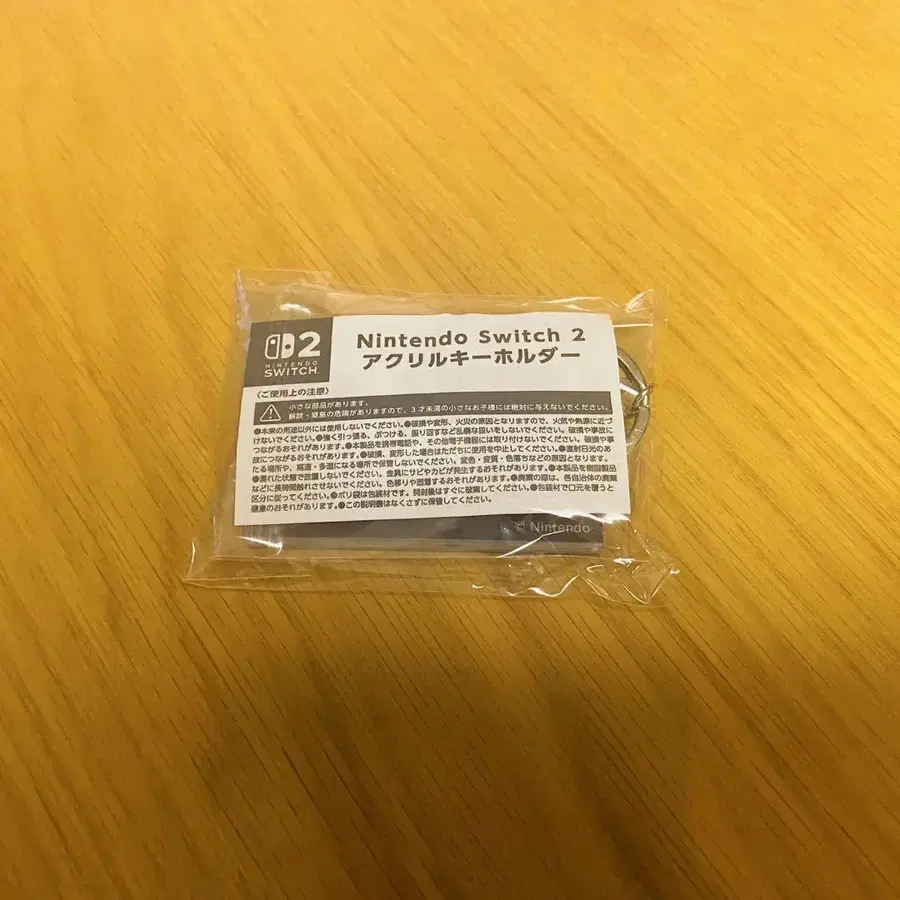 2
NINTENDO
SWITCH
Nintendo Switch 2
アクリルキーホルダー
〈ご使用上の注意〉
小さな部品があります。
誤飲・窒息の危険がありますので、3才未満の小さなお子様には絶対に与えないでください。
●本来の用途以外には使用しないでください。●破損や変形、火災の原因となりますので、火気や熱源に近づ
けないでください。●強く引っ張る、ぶつける、振り回すなど乱暴な扱いをしないでください。破損や事故に
つながるおそれがあります。●本製品を携帯電話や、その他電子機器には取り付けないでください。破損や事
故につながるおそれがあります。●破損、変形した場合はただちに使用を中止してください。●直射日光のあ
たる場所や、高温・多湿になる場所で保管しないでください。変色・変質・色落ちなどの原因となります。
●濡れた状態で放置しないでください。金具にサビやカビが発生するおそれがあります。●本製品を樹脂製品
などに長時間触れさせないでください。色移りや密着するおそれがあります。●廃棄の際は、各自治体の廃棄
区分に従ってください。●ポリ袋は包装材です。開封後はすぐに破棄してください。●包装材で口元を覆うと
窒息のおそれがあります。●この説明書はなくさずに保管してください。
© Nintendo